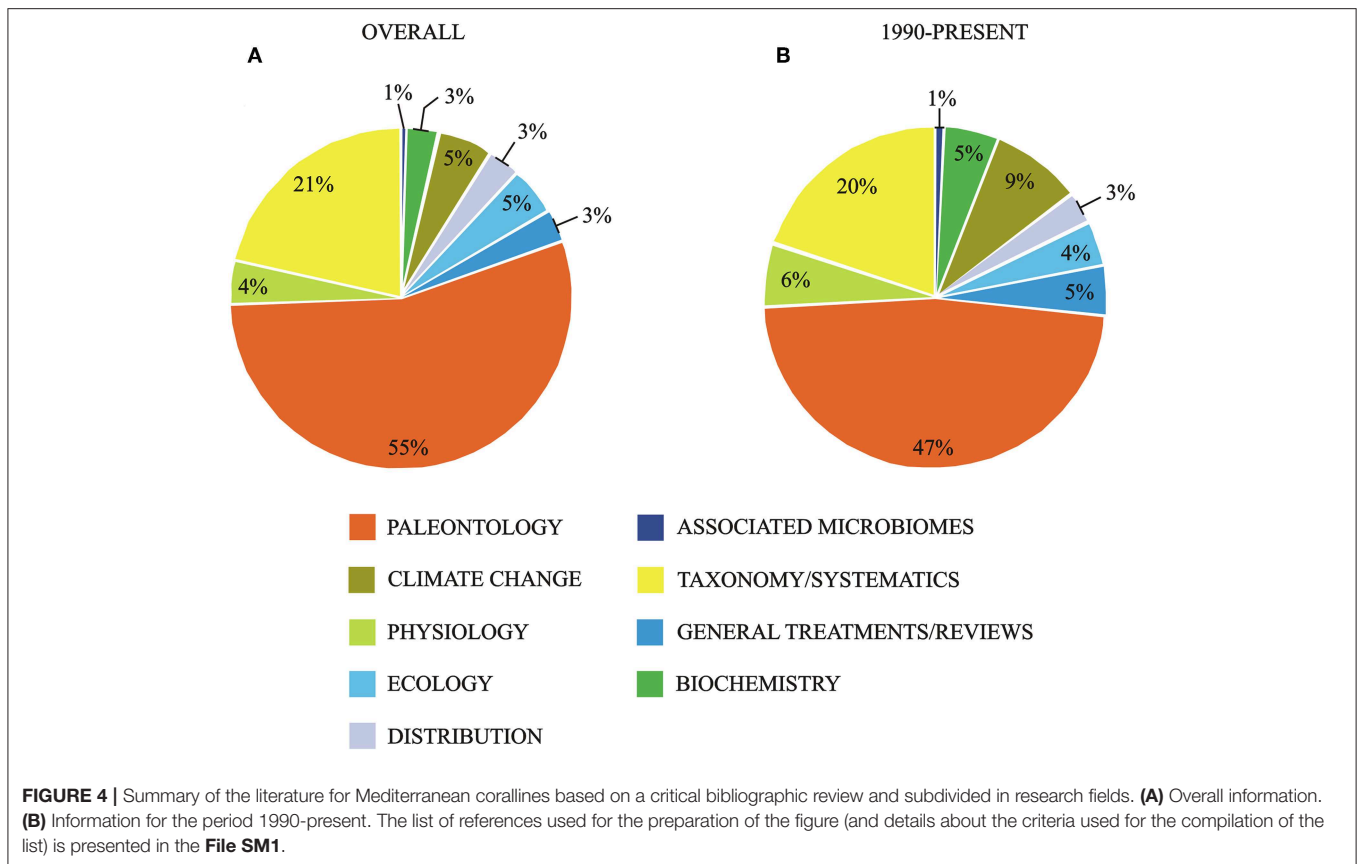 OVERALL
A
1%
3%
5%
3%
5%
3%
55%
4%
21%
1990-PRESENT
B
1%
5%
9%
3%
4%
5%
47%
6%
20%
PALEONTOLOGY
CLIMATE CHANGE
PHYSIOLOGY
ECOLOGY
DISTRIBUTION
ASSOCIATED MICROBIOMES
TAXONOMY/SYSTEMATICS
GENERAL TREATMENTS/REVIEWS
BIOCHEMISTRY
FIGURE 4 | Summary of the literature for Mediterranean corallines based on a critical bibliographic review and subdivided in research fields. (A) Overall information.
(B) Information for the period 1990-present. The list of references used for the preparation of the figure (and details about the criteria used for the compilation of the
list) is presented in the File SM1.